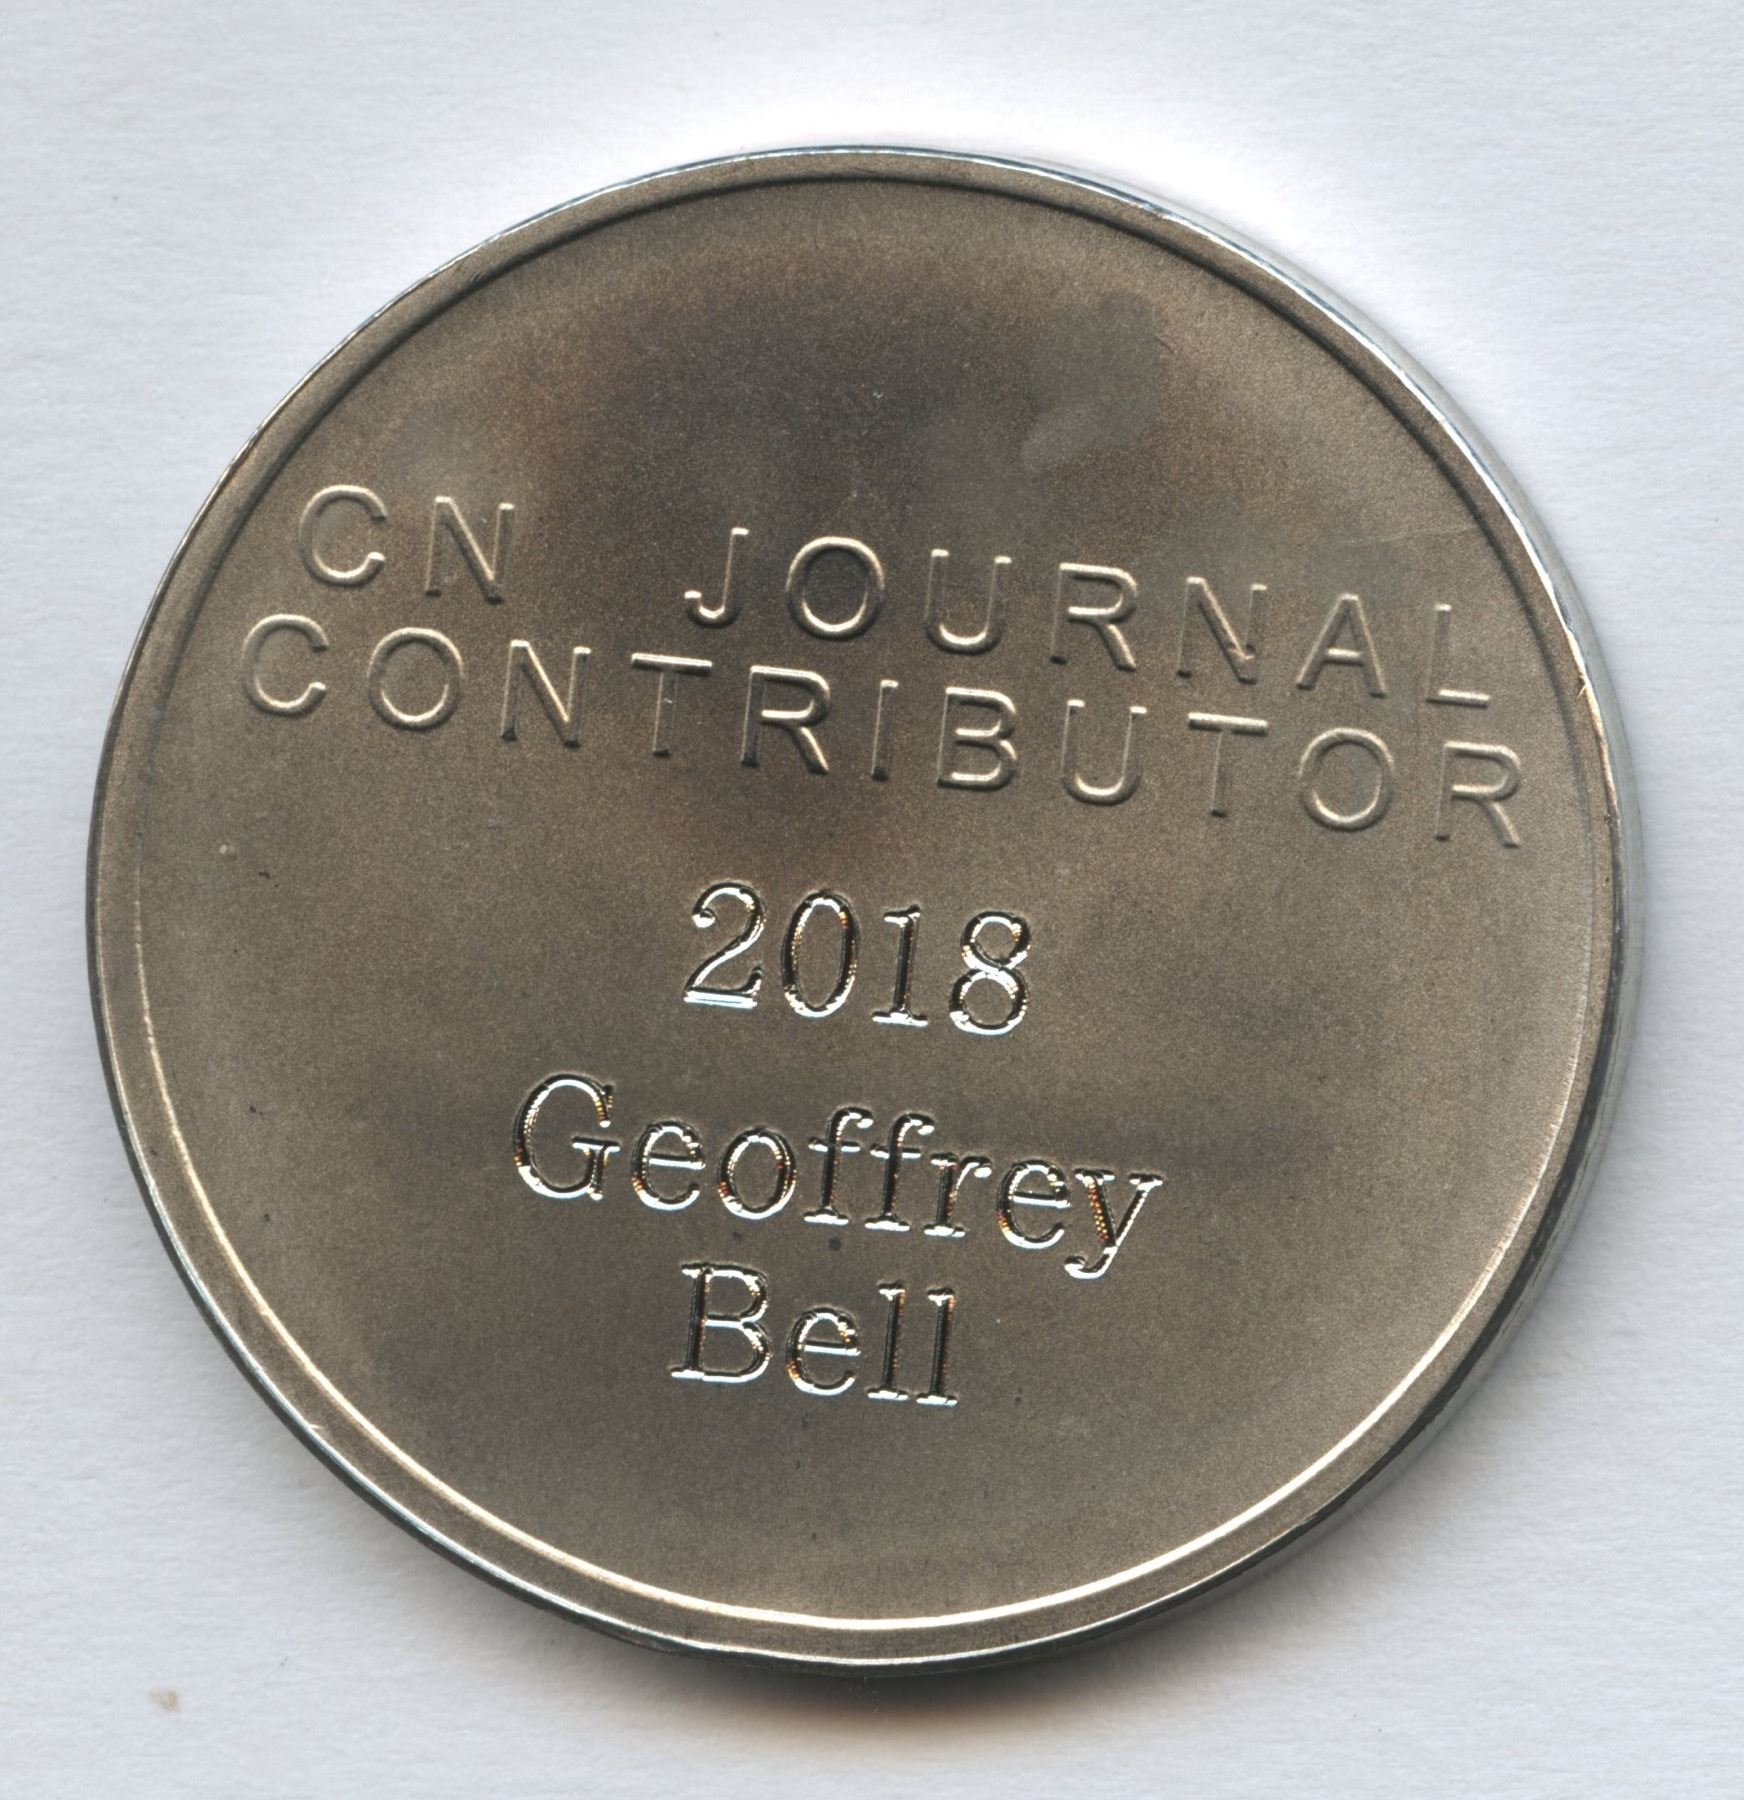 CN JOURNAL
CONTRIBUTOR
2018
Geoffrey
Bell